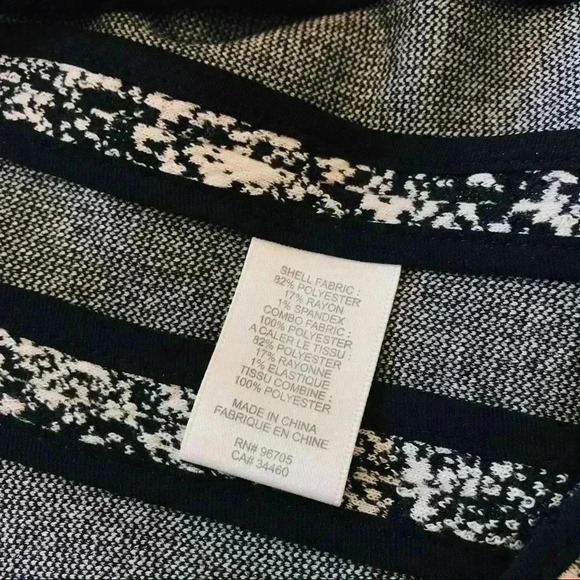 SHELL FABRIC :
82% POLYESTER
17% RAYON
1% SPANDEX
COMBO FABRIC :
100% POLYESTER
A CALER LE TISSU :
82% POLYESTER
17% RAYONNE
1% ELASTIQUE
TISSU COMBINE :
100% POLYESTER
MADE IN CHINA
FABRIQUE EN CHINE
RN# 96705
CA# 34460